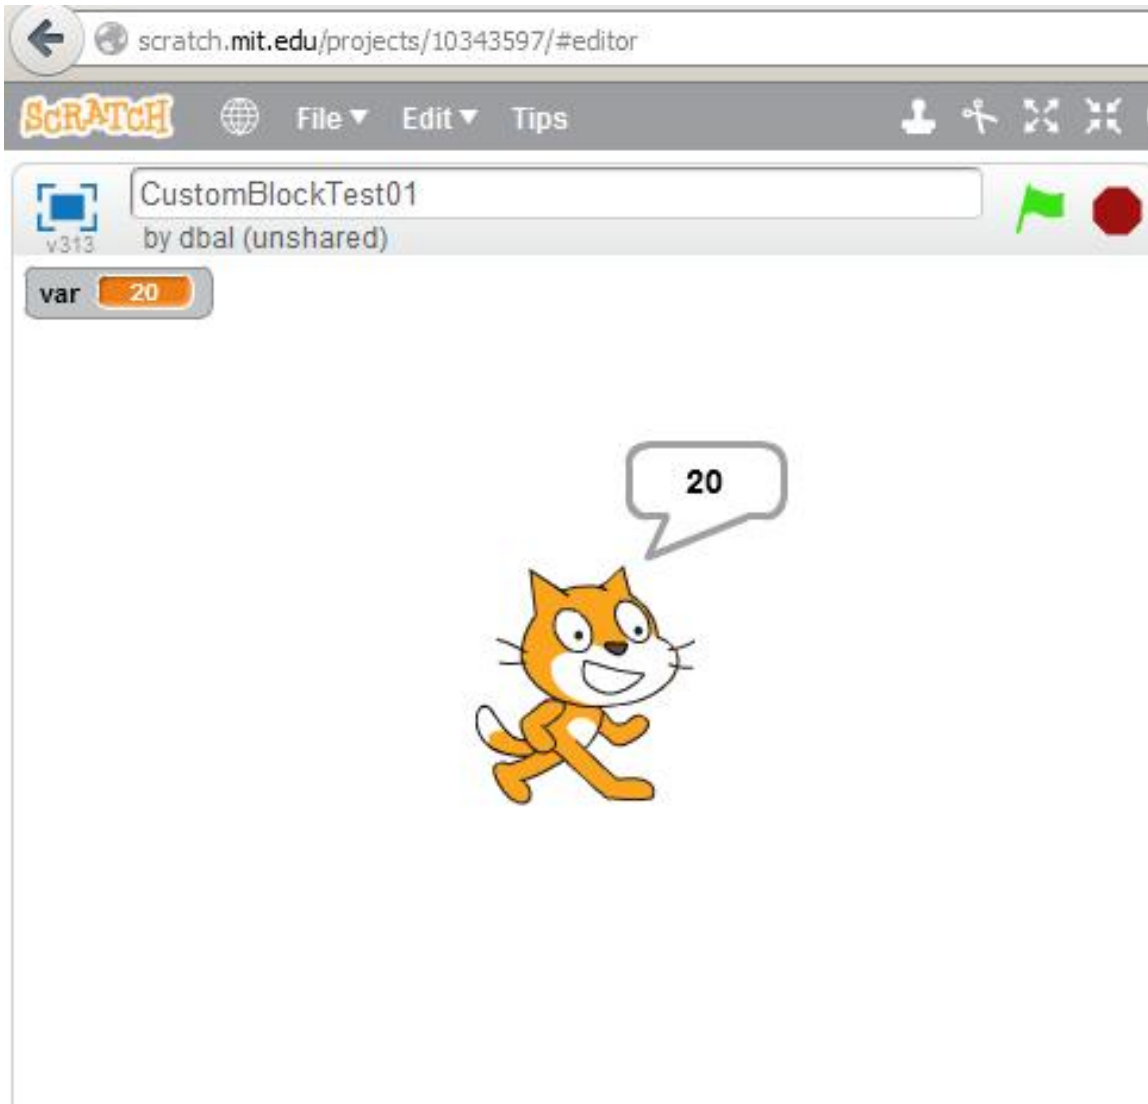 scratch.mit.edu/projects/10343597/#editor
SCRATCH File Edit Tips
CustomBlockTest01
v313 by dbal (unshared)
var 20
20